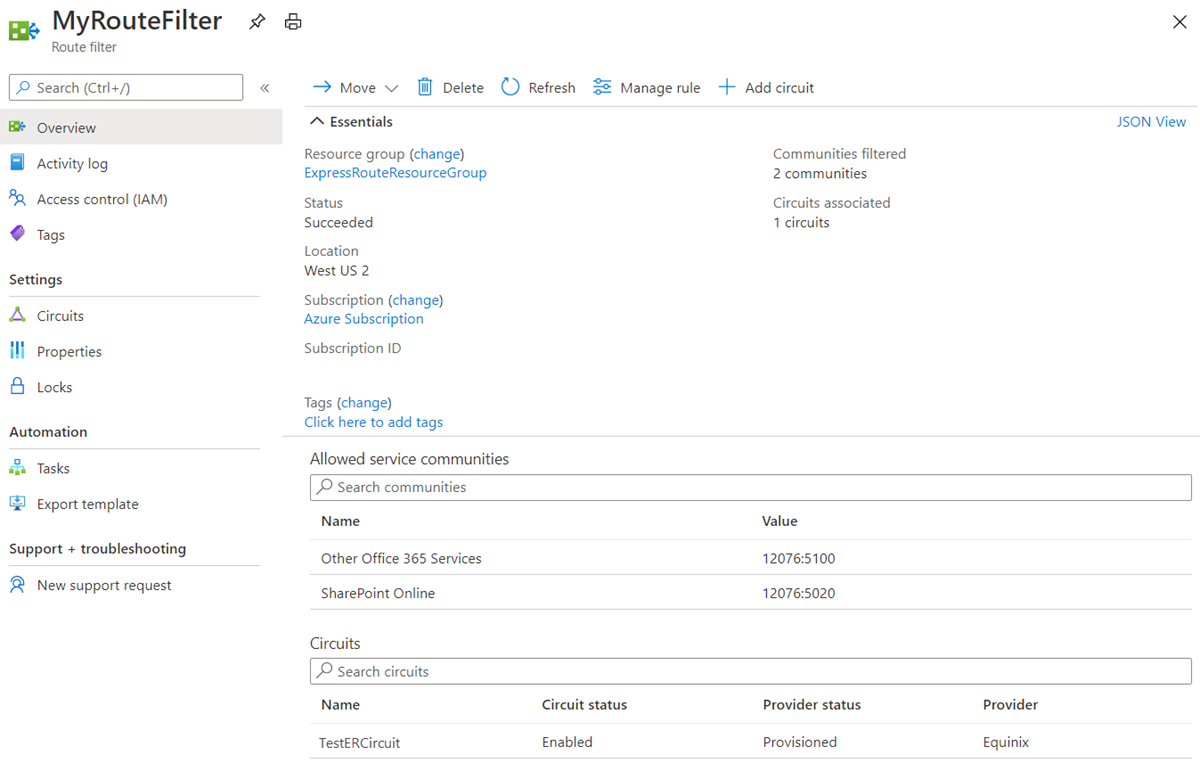 MyRouteFilter
Route filter
Search (Ctrl+/)
«
Move Delete Refresh Manage rule Add circuit
Overview
Activity log
Access control (IAM)
Tags
Settings
Circuits
Properties
Locks
Automation
Tasks
Export template
Support + troubleshooting
New support request
Essentials JSON View
Resource group (change)
ExpressRouteResourceGroup
Status
Succeeded
Location
West US 2
Subscription (change)
Azure Subscription
Subscription ID
Tags (change)
Click here to add tags
Communities filtered
2 communities
Circuits associated
1 circuits
Allowed service communities
Search communities
Name Value
Other Office 365 Services 12076:5100
SharePoint Online 12076:5020
Circuits
Search circuits
Name Circuit status Provider status Provider
TestERCircuit Enabled Provisioned Equinix